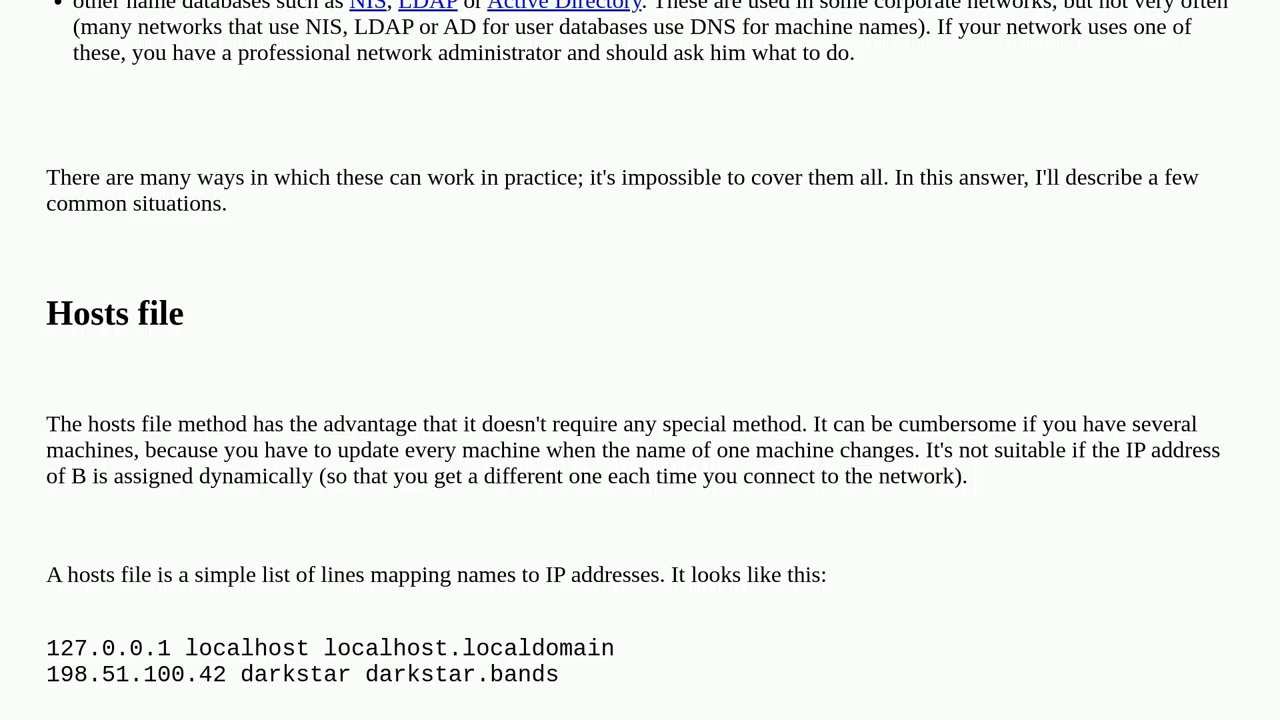 other name databases such as NIS, LDAP or Active Directory. These are used in some corporate networks, but not very often
(many networks that use NIS, LDAP or AD for user databases use DNS for machine names). If your network uses one of
these, you have a professional network administrator and should ask him what to do.
There are many ways in which these can work in practice; it's impossible to cover them all. In this answer, I'll describe a few
common situations.
Hosts file
The hosts file method has the advantage that it doesn't require any special method. It can be cumbersome if you have several
machines, because you have to update every machine when the name of one machine changes. It's not suitable if the IP address
of B is assigned dynamically (so that you get a different one each time you connect to the network).
A hosts file is a simple list of lines mapping names to IP addresses. It looks like this:
127.0.0.1 localhost localhost.localdomain
198.51.100.42 darkstar darkstar.bands